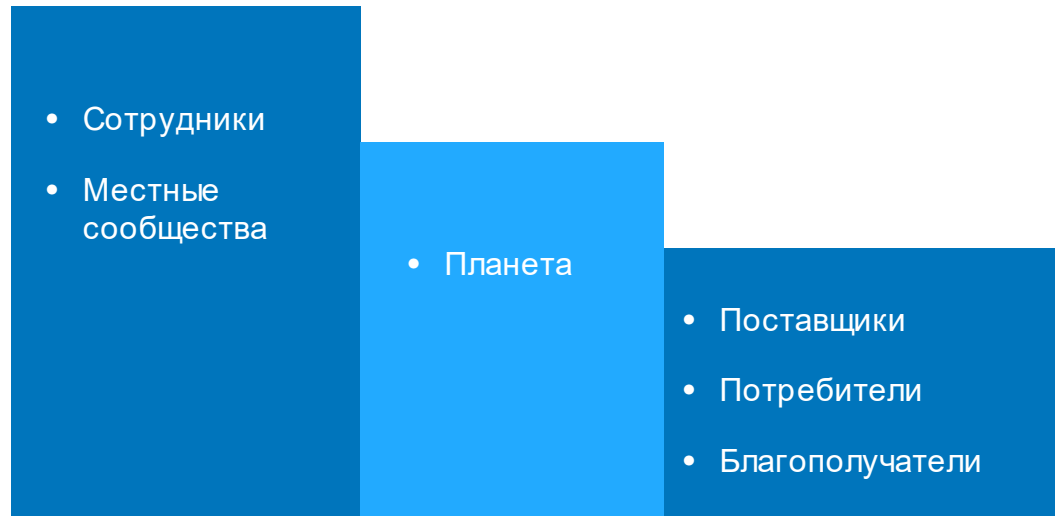 • Сотрудники
• Местные
сообщества
• Планета
• Поставщики
• Потребители
• Благополучатели